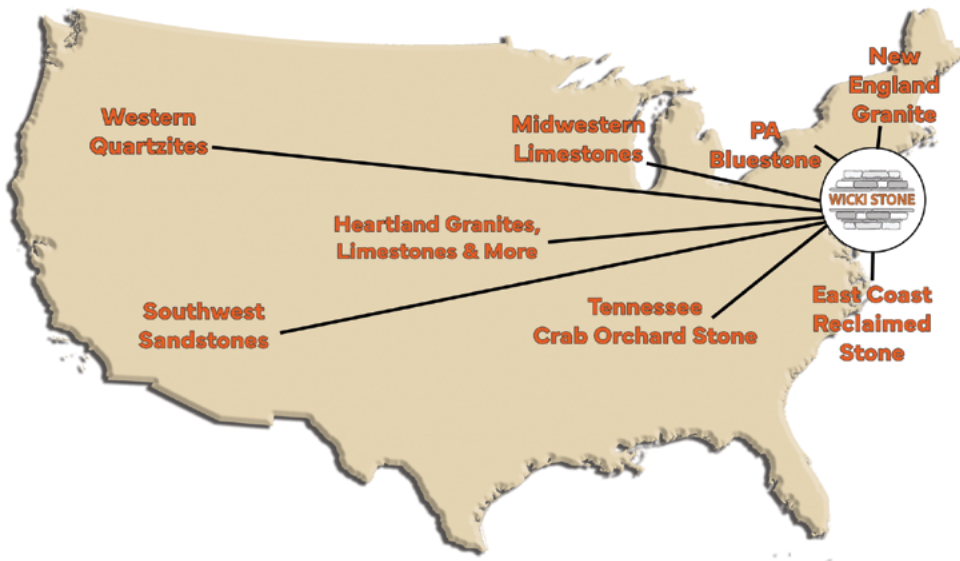 New
England
Granite
Western
Quartzites
Midwestern
Limestones
PA
Bluestone
WICKI STONE
Heartland Granites,
Limestones & More
Southwest
Sandstones
Tennessee
Crab Orchard Stone
East Coast
Reclaimed
Stone